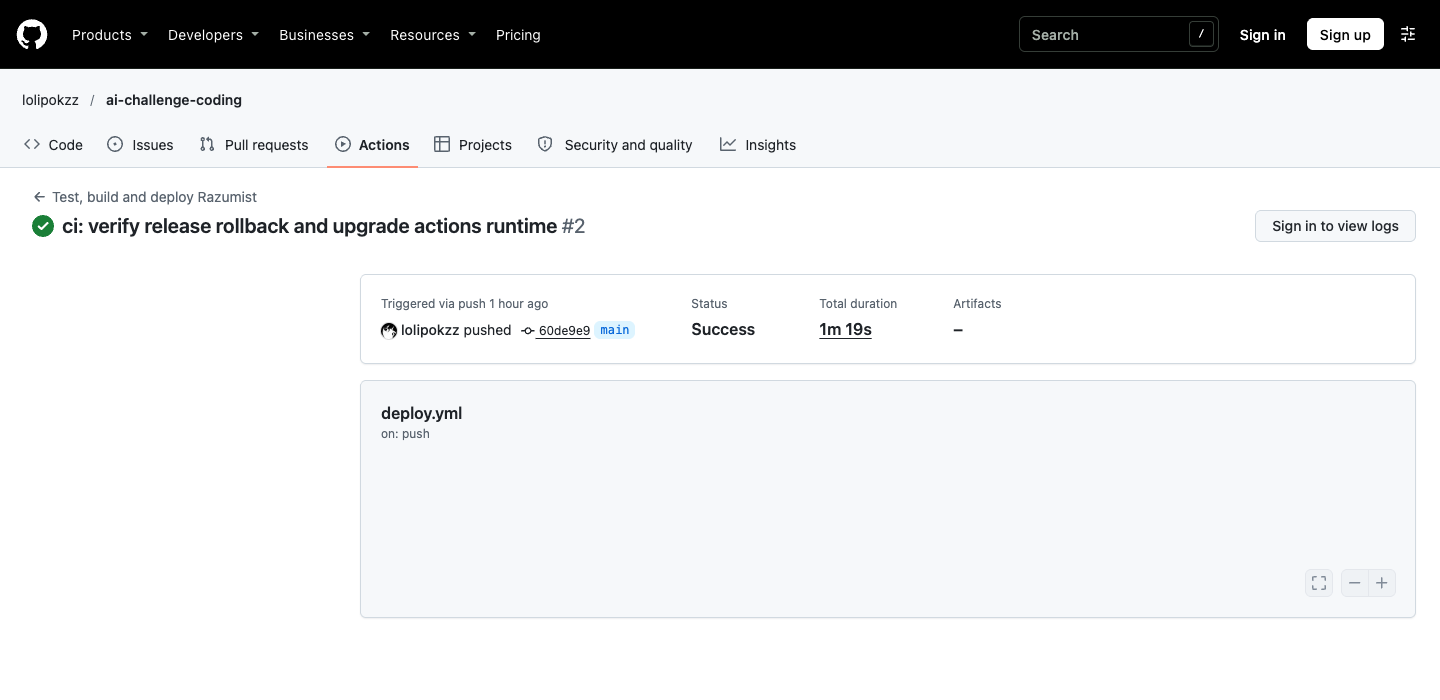 Products Developers Businesses Resources Pricing Search / Sign in Sign up
lolipokzz / ai-challenge-coding
Code Issues Pull requests Actions Projects Security and quality Insights
Test, build and deploy Razumist
ci: verify release rollback and upgrade actions runtime #2
Sign in to view logs
Triggered via push 1 hour ago Status Total duration Artifacts
lolipokzz pushed 60de9e9 main Success 1m 19s –
deploy.yml
on: push